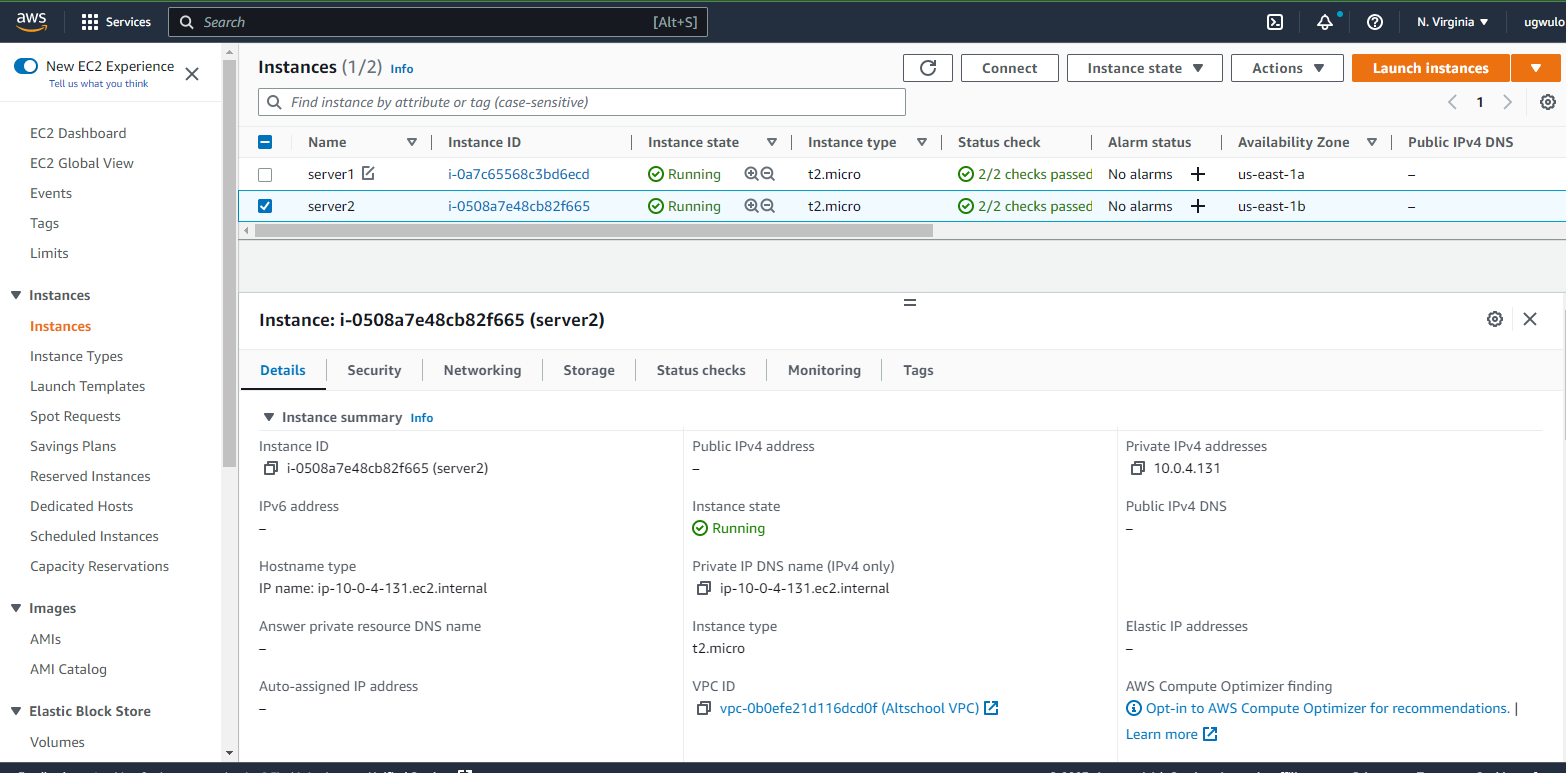 aws Services Search [Alt+S] N. Virginia ugwulo
New EC2 Experience
Tell us what you think
EC2 Dashboard
EC2 Global View
Events
Tags
Limits
Instances
Instances
Instance Types
Launch Templates
Spot Requests
Savings Plans
Reserved Instances
Dedicated Hosts
Scheduled Instances
Capacity Reservations
Images
AMIs
AMI Catalog
Elastic Block Store
Volumes
Instances (1/2) Info Connect Instance state Actions Launch instances
Find instance by attribute or tag (case-sensitive) 1
Name Instance ID Instance state Instance type Status check Alarm status Availability Zone Public IPv4 DNS
server1 i-0a7c65568c3bd6ecd Running t2.micro 2/2 checks passed No alarms + us-east-1a –
server2 i-0508a7e48cb82f665 Running t2.micro 2/2 checks passed No alarms + us-east-1b –
Instance: i-0508a7e48cb82f665 (server2)
Details Security Networking Storage Status checks Monitoring Tags
Instance summary Info
Instance ID
i-0508a7e48cb82f665 (server2)
Public IPv4 address
–
Private IPv4 addresses
10.0.4.131
IPv6 address
–
Instance state
Running
Public IPv4 DNS
–
Hostname type
IP name: ip-10-0-4-131.ec2.internal
Private IP DNS name (IPv4 only)
ip-10-0-4-131.ec2.internal
Answer private resource DNS name
–
Instance type
t2.micro
Elastic IP addresses
–
Auto-assigned IP address
–
VPC ID
vpc-0b0efe21d116dcd0f (Altschool VPC)
AWS Compute Optimizer finding
Opt-in to AWS Compute Optimizer for recommendations. |
Learn more